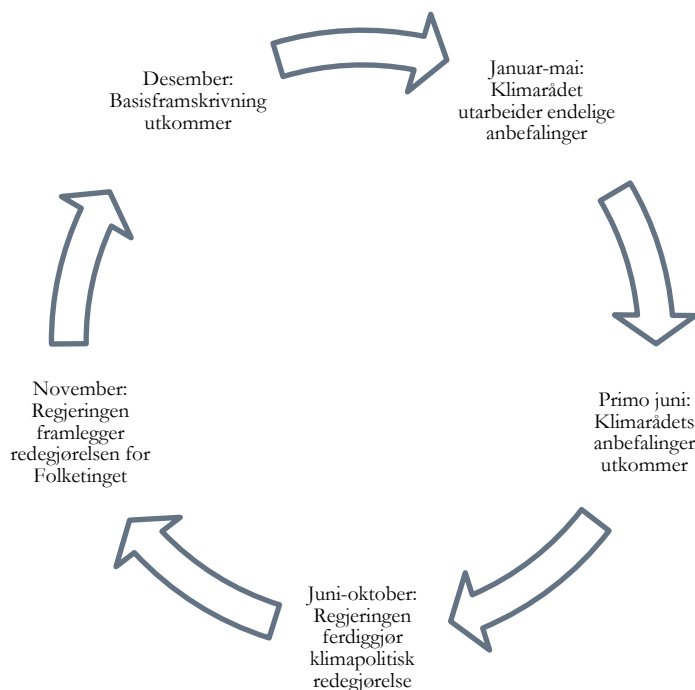 Desember:
Basisframskrivning
utkommer
Januar-mai:
Klimarådet
utarbeider endelige
anbefalinger
Primo juni:
Klimarådets
anbefalinger
utkommer
Juni-oktober:
Regjeringen
ferdiggjør
klimapolitisk
redegjørelse
November:
Regjeringen
framlegger
redegjørelsen for
Folketinget